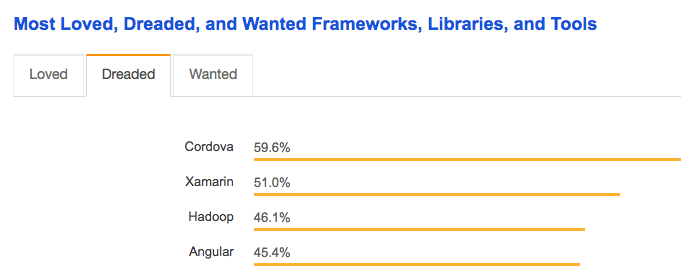 Most Loved, Dreaded, and Wanted Frameworks, Libraries, and Tools
Loved Dreaded Wanted
Cordova 59.6%
Xamarin 51.0%
Hadoop 46.1%
Angular 45.4%